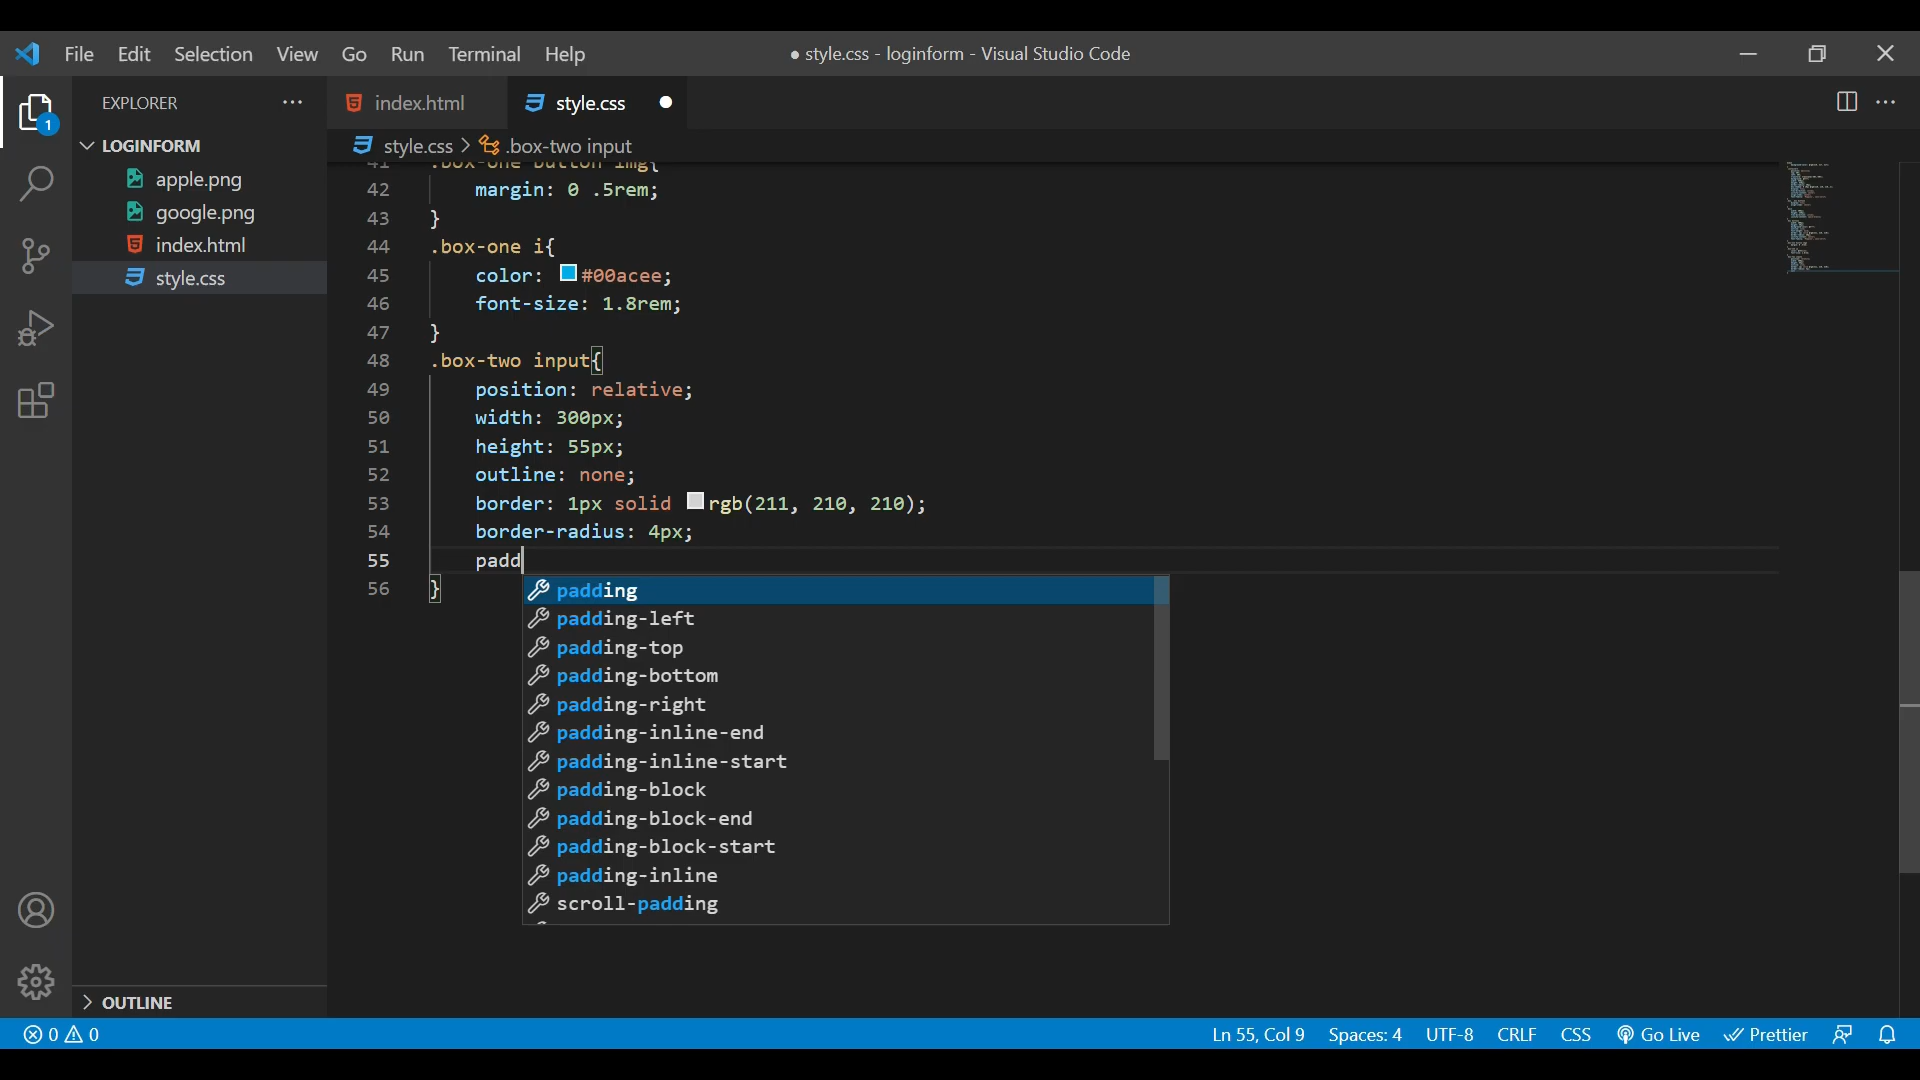 File Edit Selection View Go Run Terminal Help
● style.css - loginform - Visual Studio Code
EXPLORER ···
index.html
style.css ●
1
LOGINFORM
style.css > .box-two input
apple.png
google.png
index.html
style.css
41 .box-one button img{
42 margin: 0 .5rem;
43 }
44 .box-one i{
45 color: #00acee;
46 font-size: 1.8rem;
47 }
48 .box-two input{
49 position: relative;
50 width: 300px;
51 height: 55px;
52 outline: none;
53 border: 1px solid rgb(211, 210, 210);
54 border-radius: 4px;
55 padd
56 }
padding
padding-left
padding-top
padding-bottom
padding-right
padding-inline-end
padding-inline-start
padding-block
padding-block-end
padding-block-start
padding-inline
scroll-padding
OUTLINE
0 0 Ln 55, Col 9 Spaces: 4 UTF-8 CRLF CSS Go Live Prettier